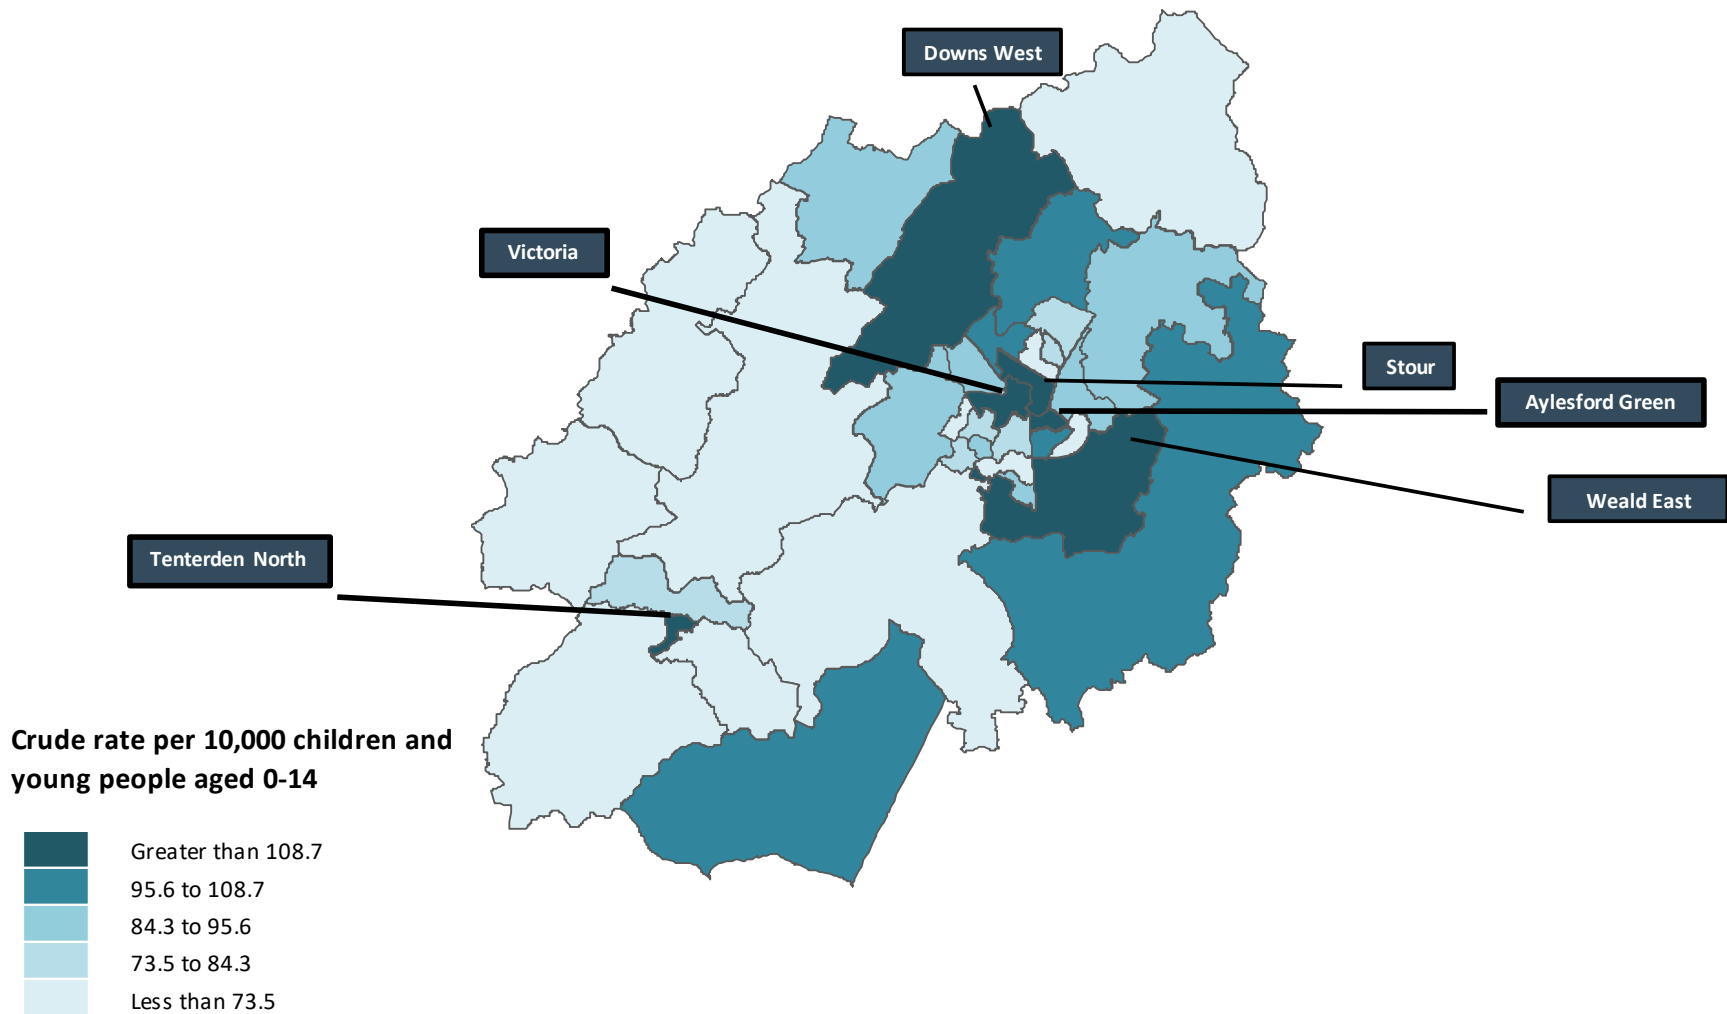 Downs West
Victoria
Stour
Aylesford Green
Weald East
Tenterden North
Crude rate per 10,000 children and
young people aged 0-14
Greater than 108.7
95.6 to 108.7
84.3 to 95.6
73.5 to 84.3
Less than 73.5